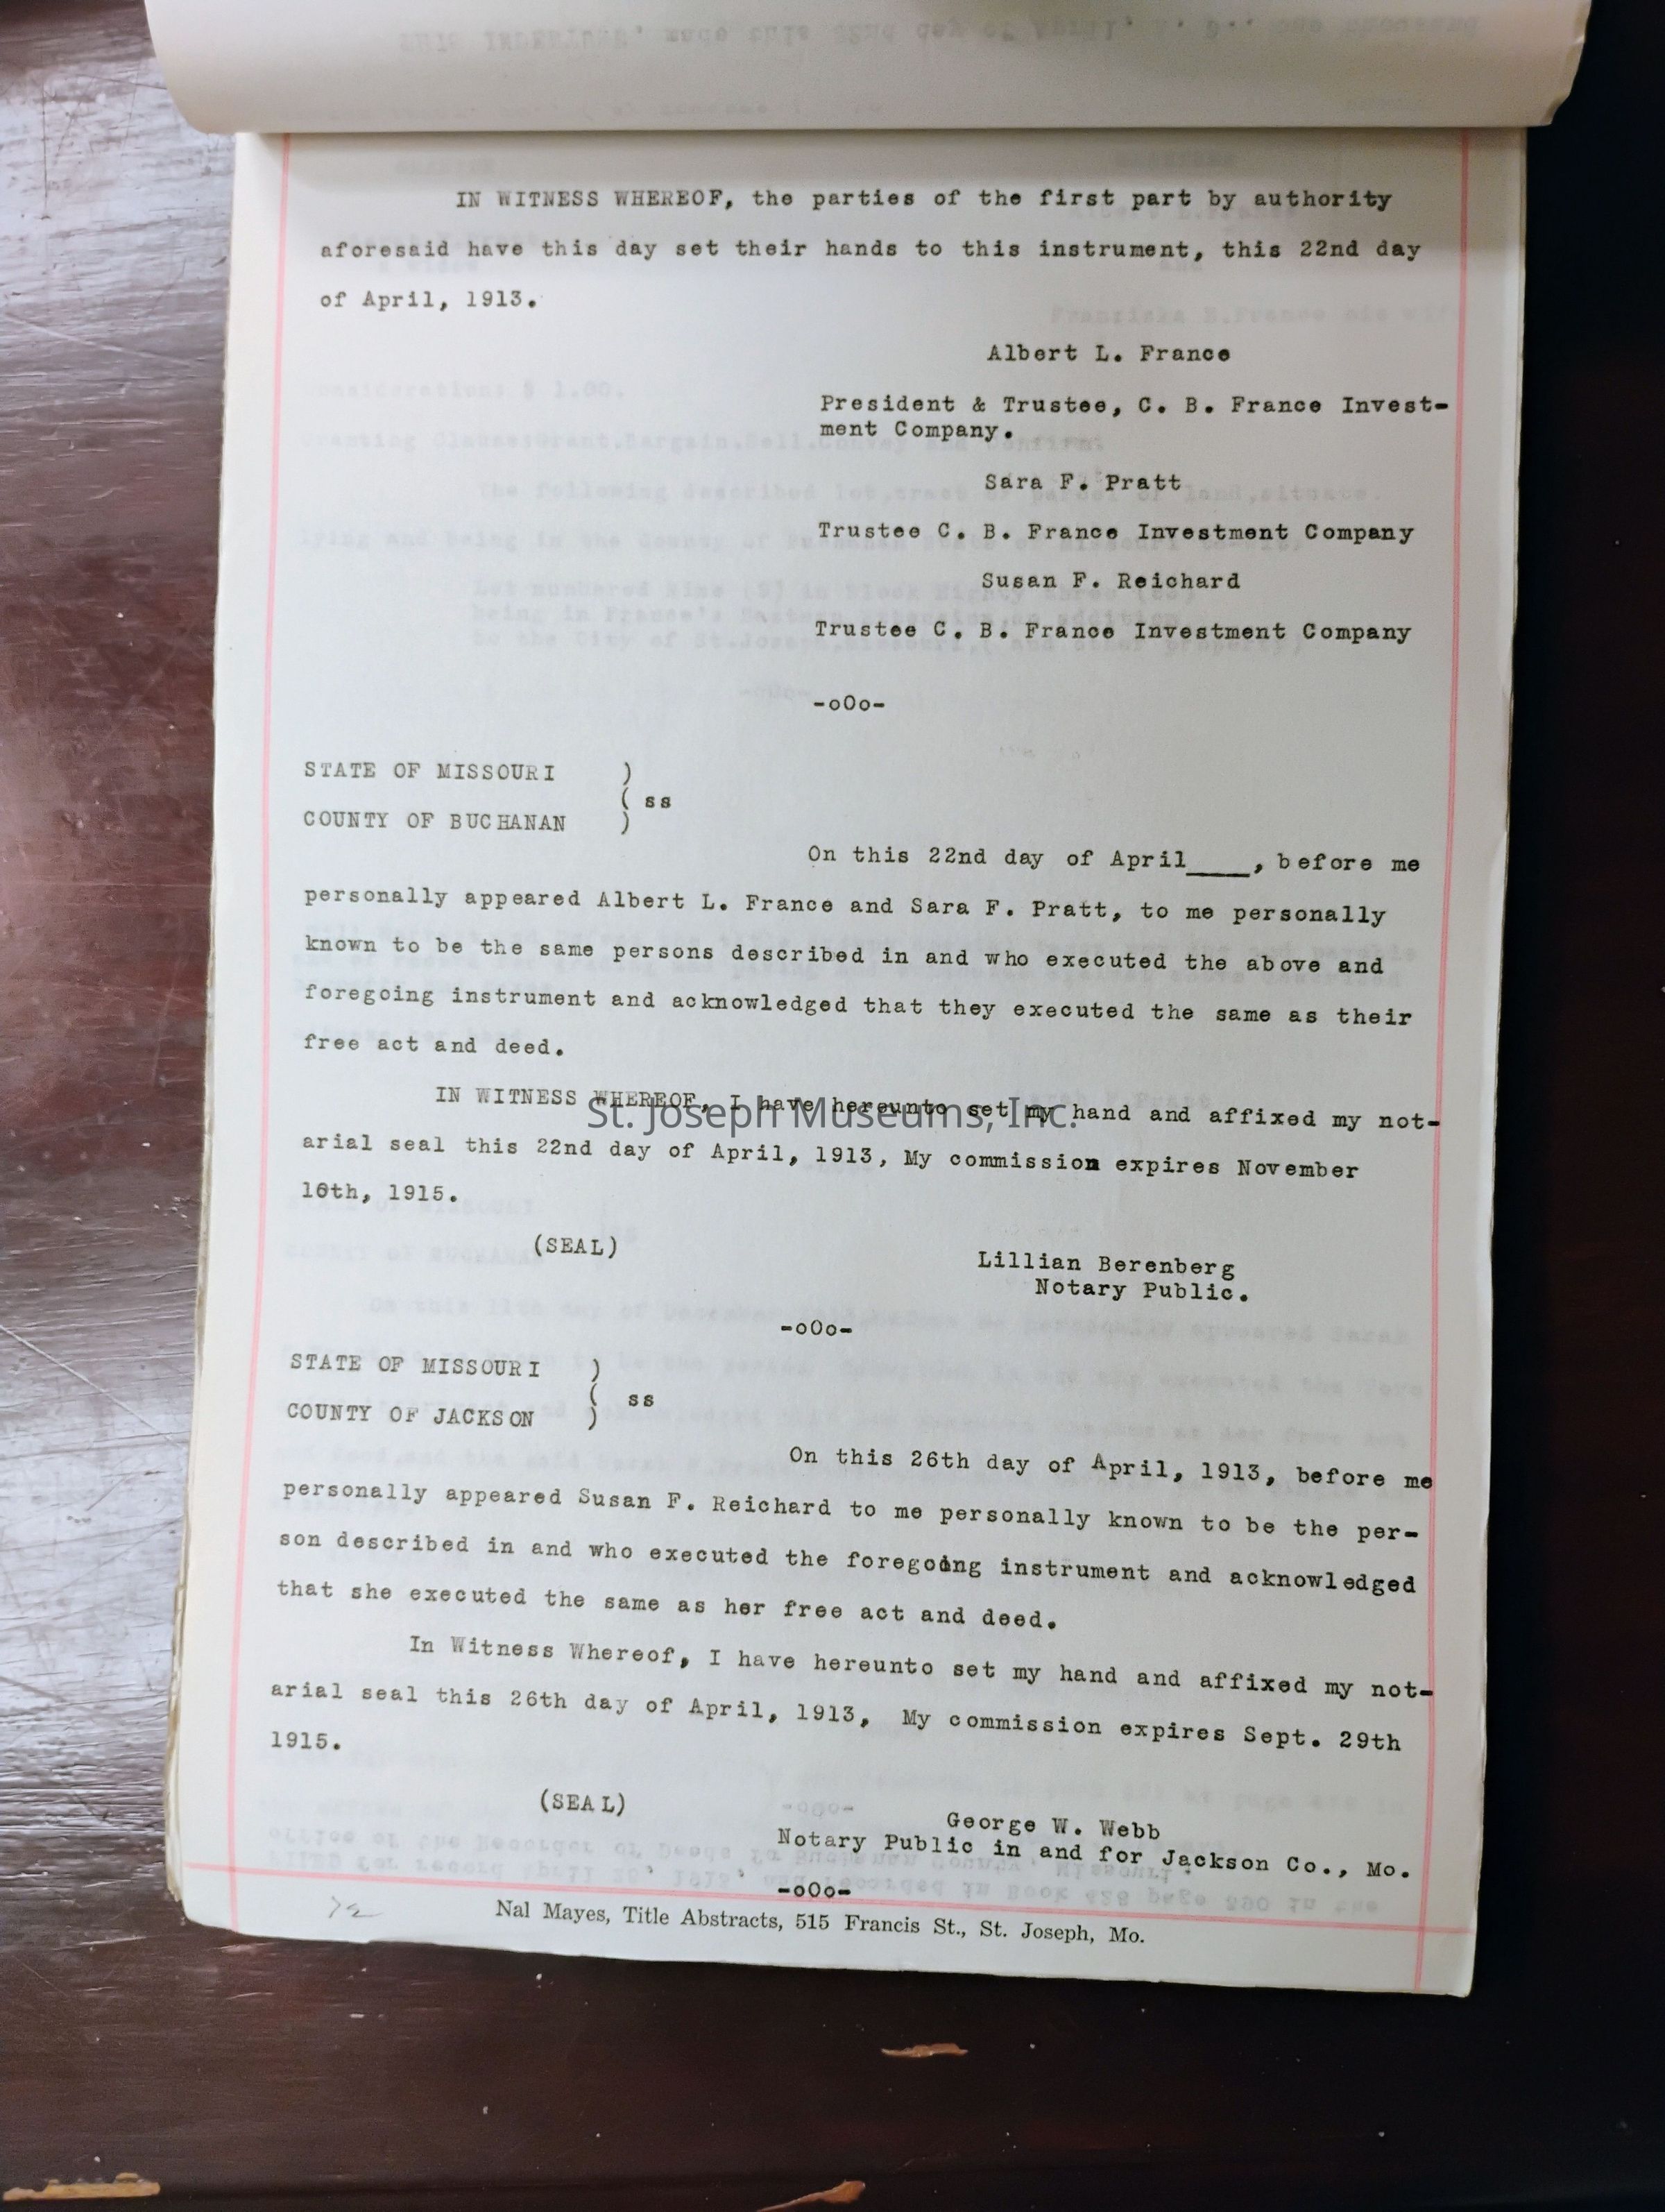 IN WITNESS WHEREOF, the parties of the first part by authority
aforesaid have this day set their hands to this instrument, this 22nd day
of April, 1913.
Albert L. France
President & Trustee, C. B. France Invest-
ment Company.
Sara F. Pratt
Trustee C. B. France Investment Company
Susan F. Reichard
Trustee C. B. France Investment Company
-oOo-
STATE OF MISSOURI )
( ss
COUNTY OF BUCHANAN )
On this 22nd day of April____, before me
personally appeared Albert L. France and Sara F. Pratt, to me personally
known to be the same persons described in and who executed the above and
foregoing instrument and acknowledged that they executed the same as their
free act and deed.
IN WITNESS WHEREOF, I have hereunto set my hand and affixed my not-
St. Joseph Museums, Inc.
arial seal this 22nd day of April, 1913, My commission expires November
, 1915.
(SEAL)
Lillian Berenberg
Notary Public.
-oOo-
STATE OF MISSOURI )
( ss
COUNTY OF JACKSON )
On this 26th day of April, 1913, before me
personally appeared Susan F. Reichard to me personally known to be the per-
son described in and who executed the foregoing instrument and acknowledged
that she executed the same as her free act and deed.
In Witness Whereof, I have hereunto set my hand and affixed my not-
arial seal this 26th day of April, 1913, My commission expires Sept. 29th
1915.
(SEAL)
George W. Webb
Notary Public in and for Jackson Co., Mo.
-oOo-
Nal Mayes, Title Abstracts, 515 Francis St., St. Joseph, Mo.